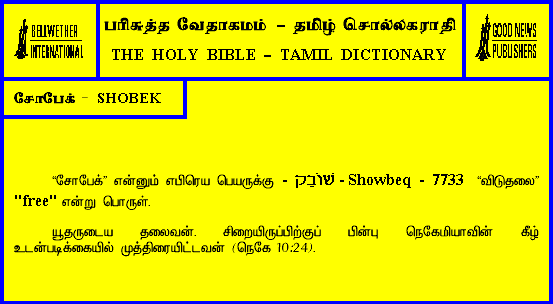 BELLWETHER
INTERNATIONAL
பரிசுத்த வேதாகமம் – தமிழ் சொல்லகராதி
THE HOLY BIBLE – TAMIL DICTIONARY
GOOD NEWS
PUBLISHERS
சோபேக் - SHOBEK
“சோபேக்” என்னும் எபிரெய பெயருக்கு - שׁוֹבֵק - Showbeq - 7733 “விடுதலை”
"free" என்று பொருள்.
யூதருடைய தலைவன். சிறையிருப்பிற்குப் பின்பு நெகேமியாவின் கீழ்
உடன்படிக்கையில் முத்திரையிட்டவன் (நெகே 10:24).